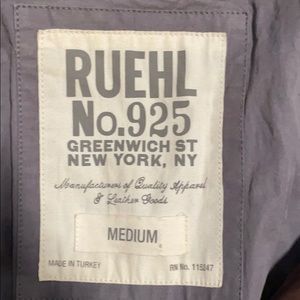 RUEHL
No.925
GREENWICH ST
NEW YORK, NY
Manufacturers of Quality Apparel
& Leather Goods
MEDIUM
MADE IN TURKEY RN No. 115247